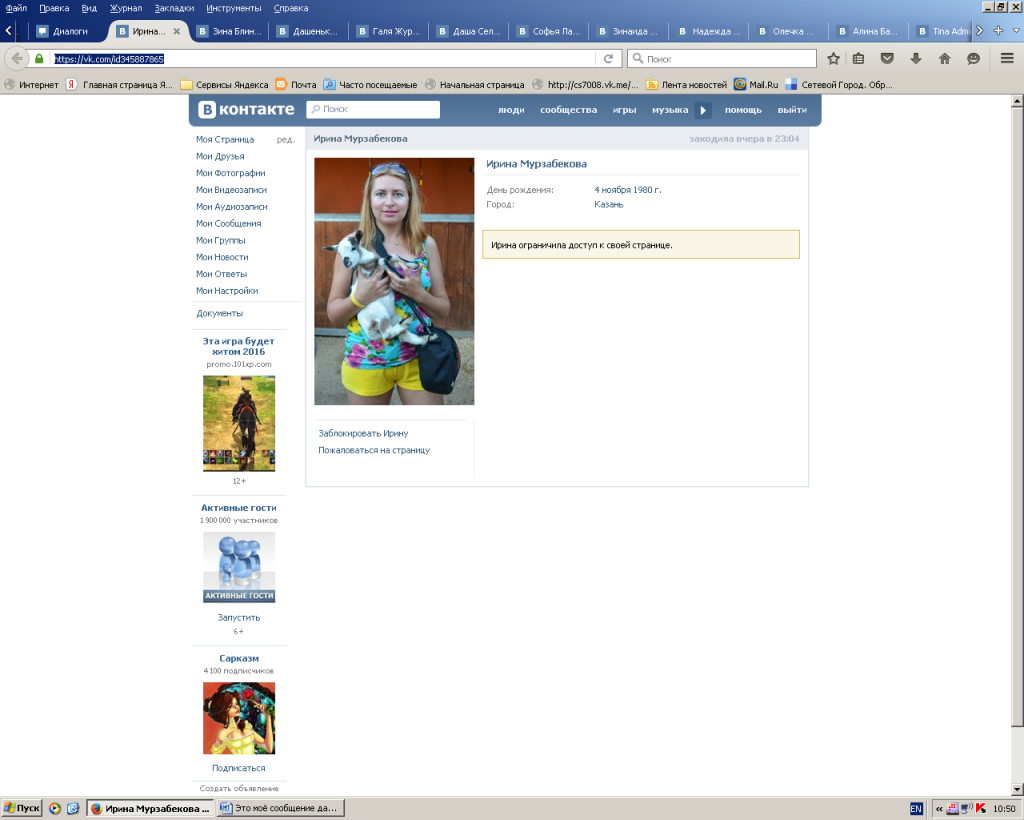 Файл Правка Вид Журнал Закладки Инструменты Справка
Диалоги Ирина... Зина Блин... Дашеньк... Галя Жур... Даша Сел... Софья Ла... Зинаида ... Надежда ... Олечка ... Алина Ба... Tina Admi
https://vk.com/id345887865 Поиск
Интернет Главная страница Я... Сервисы Яндекса Почта Часто посещаемые Начальная страница http://cs7008.vk.me/... Лента новостей Mail.Ru Сетевой Город. Обр...
В контакте Поиск люди сообщества игры музыка помощь выйти
Моя Страница ред.
Мои Друзья
Мои Фотографии
Мои Видеозаписи
Мои Аудиозаписи
Мои Сообщения
Мои Группы
Мои Новости
Мои Ответы
Мои Настройки
Документы
Эта игра будет
хитом 2016
promo.101xp.com
12+
Активные гости
1 900 000 участников
АКТИВНЫЕ ГОСТИ
Запустить
6+
Сарказм
4 100 подписчиков
Подписаться
Создать объявление
Ирина Мурзабекова заходила вчера в 23:04
Ирина Мурзабекова
День рождения: 4 ноября 1980 г.
Город: Казань
Ирина ограничила доступ к своей странице.
Заблокировать Ирину
Пожаловаться на страницу
Пуск Ирина Мурзабекова ... Это моё сообщение да... EN « 10:50